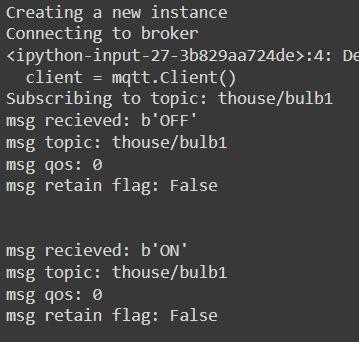 Creating a new instance
Connecting to broker
<ipython-input-27-3b829aa724de>:4: De
  client = mqtt.Client()
Subscribing to topic: thouse/bulb1
msg recieved: b'OFF'
msg topic: thouse/bulb1
msg qos: 0
msg retain flag: False
msg recieved: b'ON'
msg topic: thouse/bulb1
msg qos: 0
msg retain flag: False